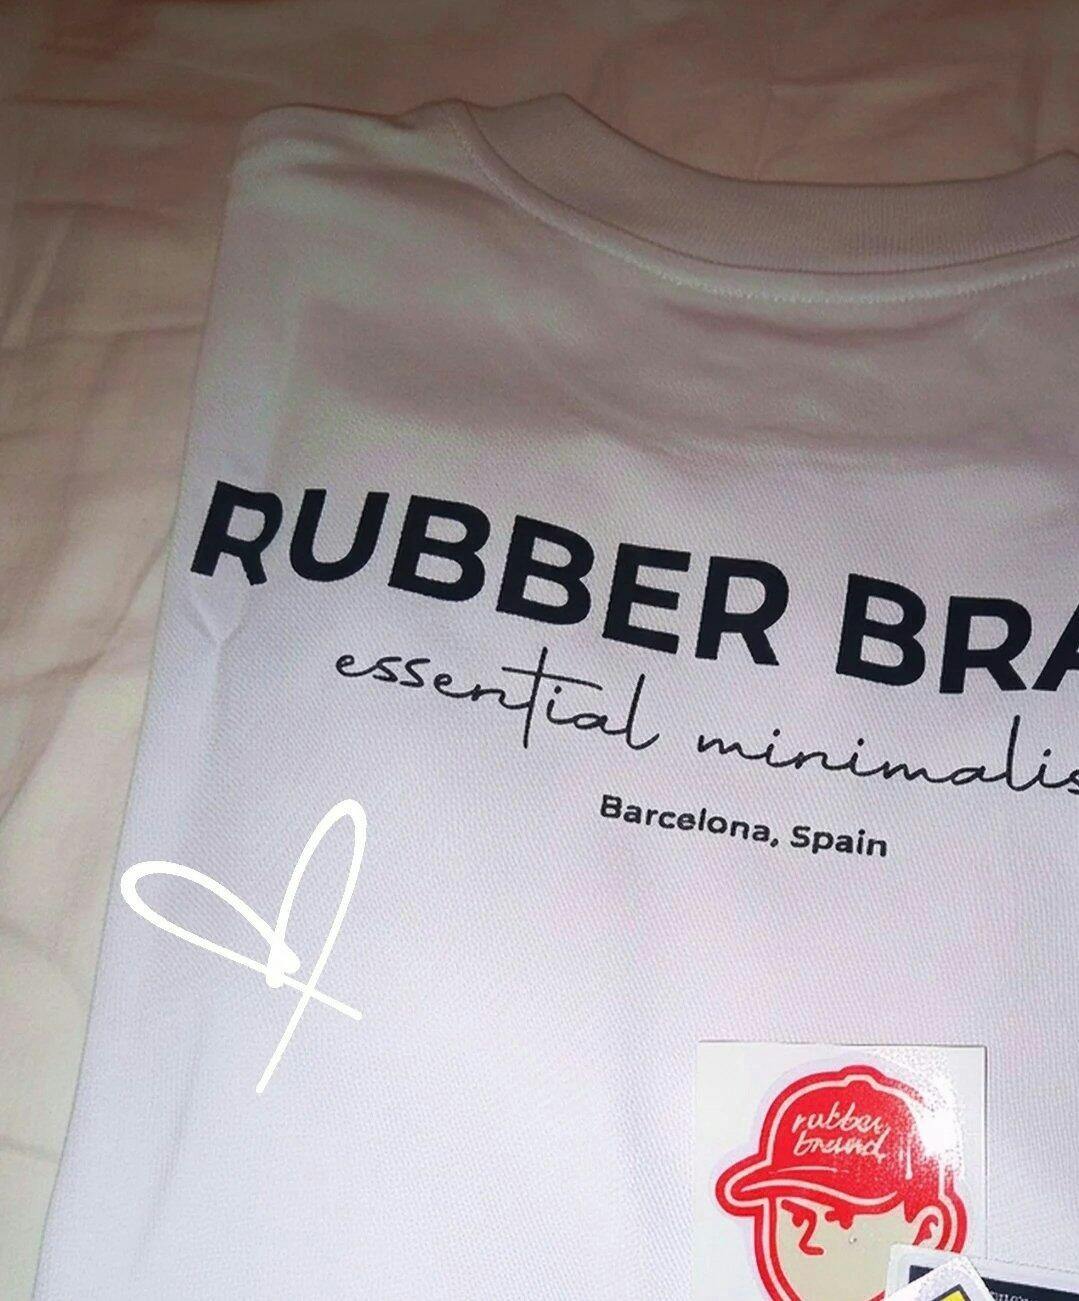 RUBBER BRA
essential minimalis
Barcelona, Spain
rubber
brand